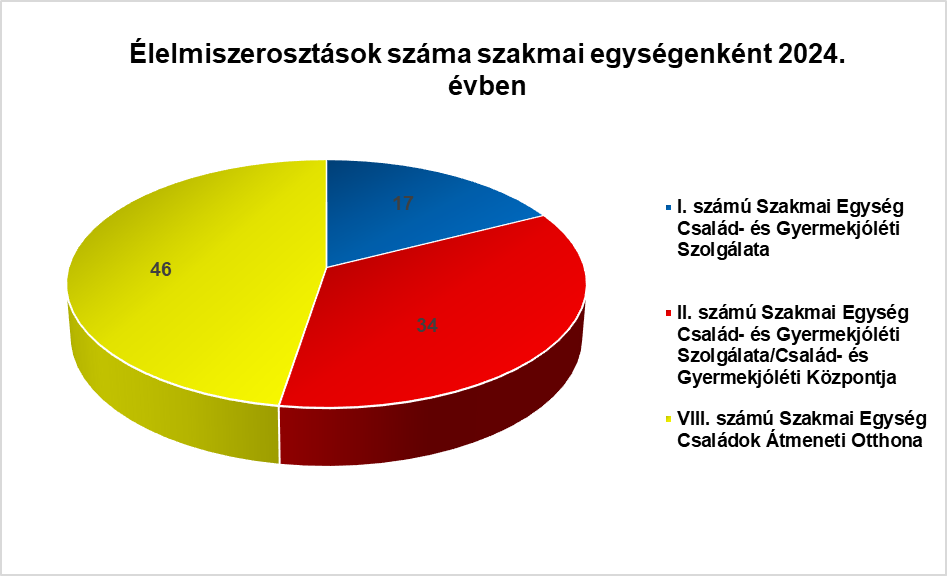 Élelmiszerosztások száma szakmai egységenként 2024.
évben
17
46
34
I. számú Szakmai Egység
Család- és Gyermekjóléti
Szolgálata
II. számú Szakmai Egység
Család- és Gyermekjóléti
Szolgálata/Család- és
Gyermekjóléti Központja
VIII. számú Szakmai Egység
Családok Átmeneti Otthona